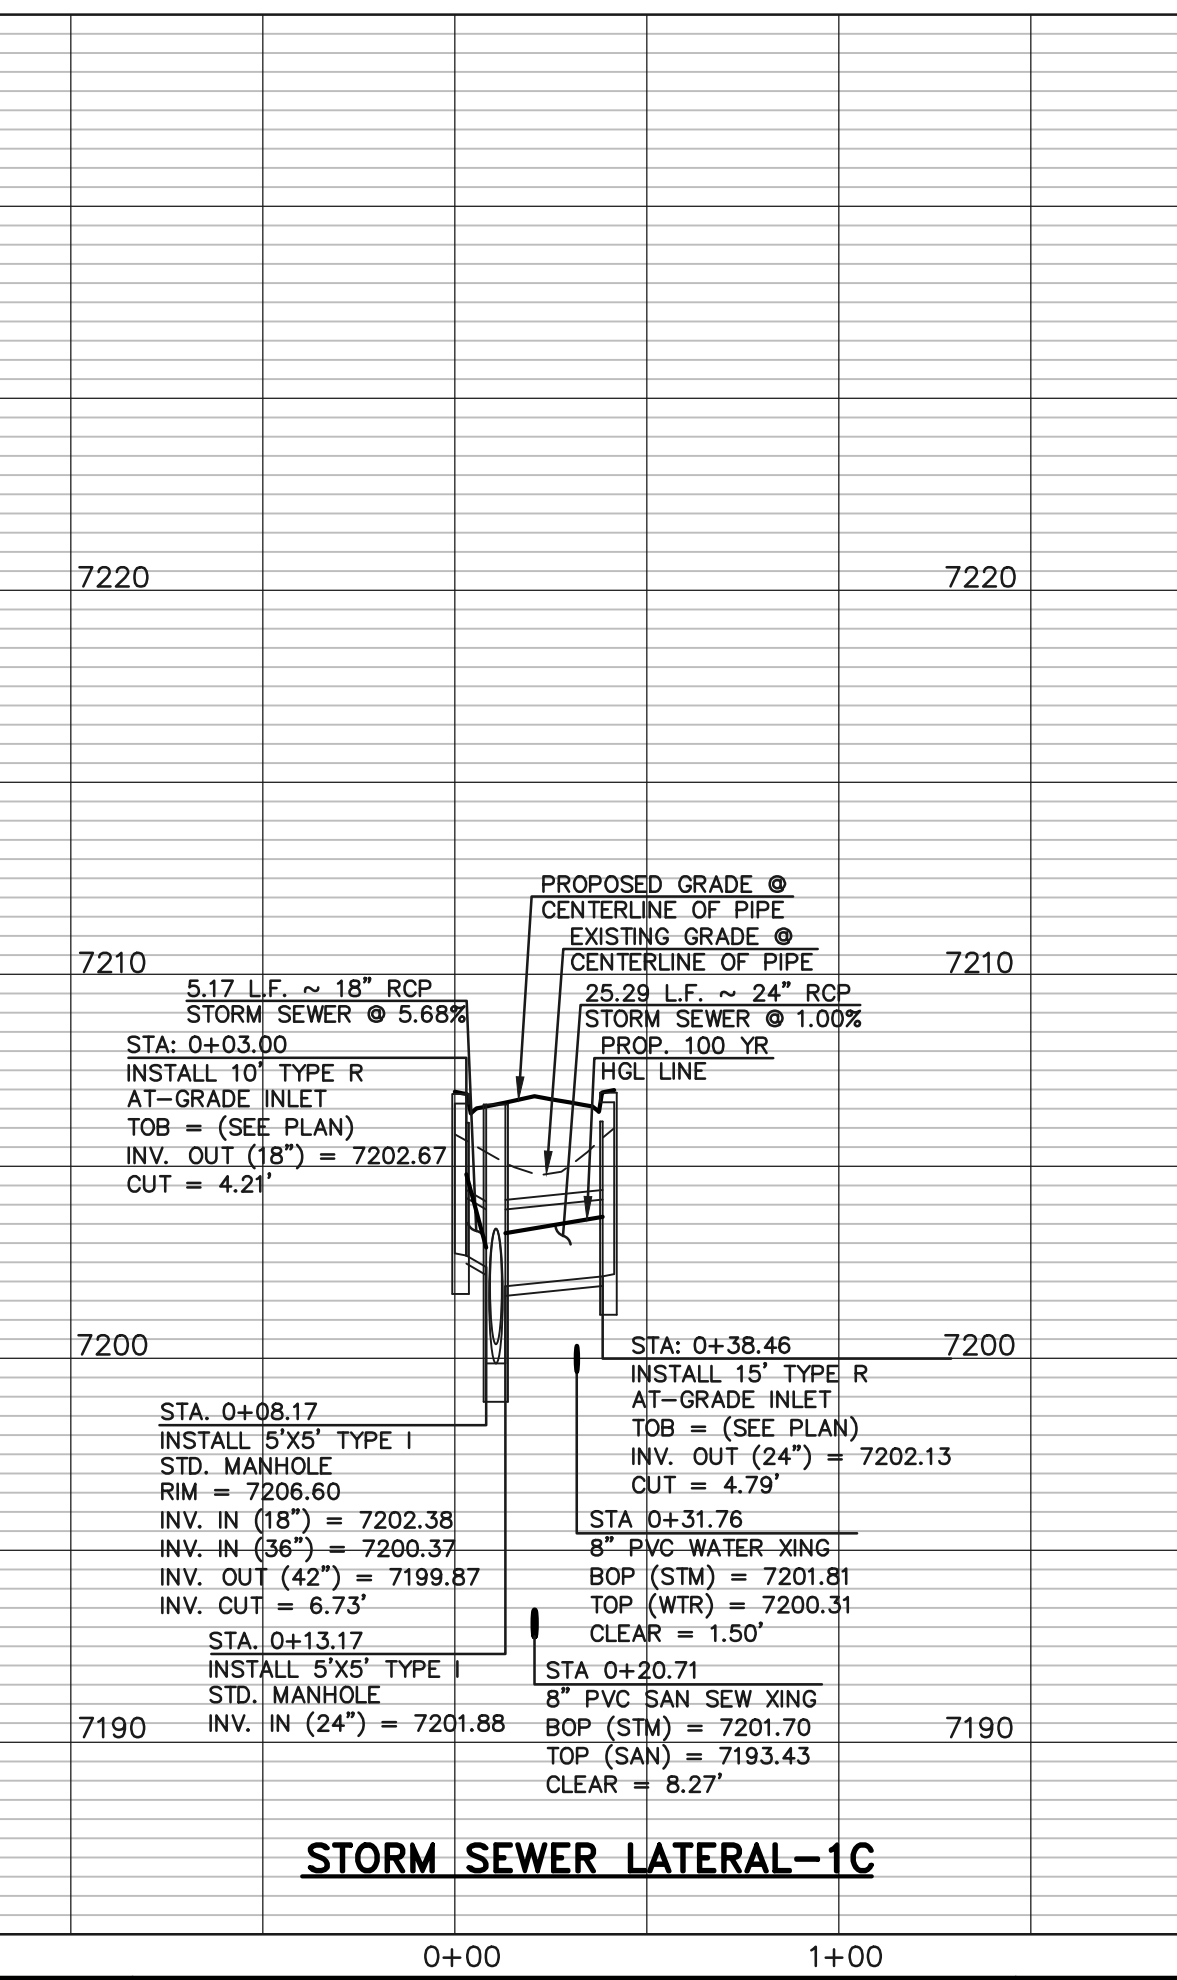 7220
7220
PROPOSED GRADE @
CENTERLINE OF PIPE
EXISTING GRADE @
CENTERLINE OF PIPE
7210
7210
5.17 L.F. ~ 18" RCP
STORM SEWER @ 5.68%
25.29 L.F. ~ 24" RCP
STORM SEWER @ 1.00%
STA: 0+03.00
INSTALL 10' TYPE R
AT-GRADE INLET
TOB = (SEE PLAN)
INV. OUT (18") = 7202.67
CUT = 4.21'
PROP. 100 YR
HGL LINE
7200
7200
STA: 0+38.46
INSTALL 15' TYPE R
AT-GRADE INLET
TOB = (SEE PLAN)
INV. OUT (24") = 7202.13
CUT = 4.79'
STA. 0+08.17
INSTALL 5'X5' TYPE I
STD. MANHOLE
RIM = 7206.60
INV. IN (18") = 7202.38
INV. IN (36") = 7200.37
INV. OUT (42") = 7199.87
INV. CUT = 6.73'
STA 0+31.76
8" PVC WATER XING
BOP (STM) = 7201.81
TOP (WTR) = 7200.31
CLEAR = 1.50'
STA. 0+13.17
INSTALL 5'X5' TYPE I
STD. MANHOLE
INV. IN (24") = 7201.88
STA 0+20.71
8" PVC SAN SEW XING
BOP (STM) = 7201.70
TOP (SAN) = 7193.43
CLEAR = 8.27'
7190
7190
STORM SEWER LATERAL-1C
0+00
1+00